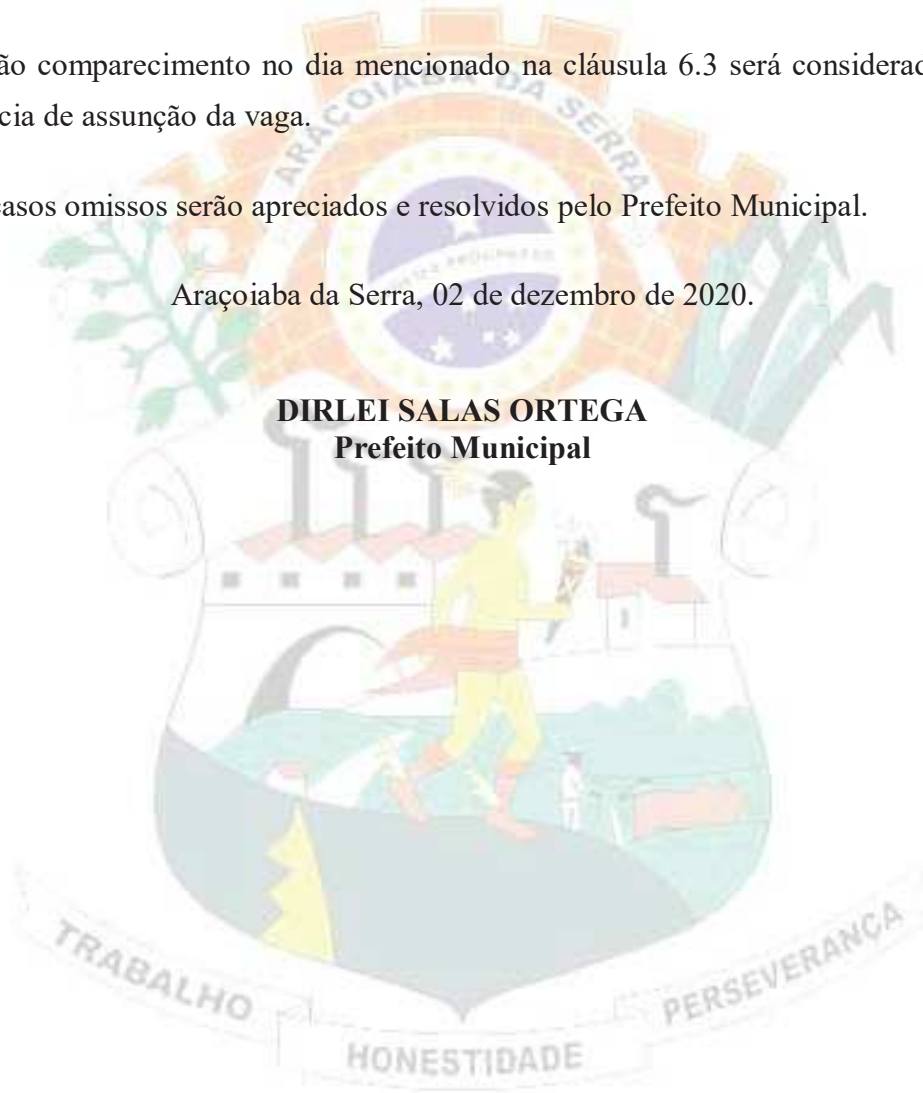 ão comparecimento no dia mencionado na cláusula 6.3 será considerad
cia de assunção da vaga.
casos omissos serão apreciados e resolvidos pelo Prefeito Municipal.
Araçoiaba da Serra, 02 de dezembro de 2020.
DIRLEI SALAS ORTEGA
Prefeito Municipal
ARAÇOIABA DA SERRA
TRABALHO
HONESTIDADE
PERSEVERANÇA